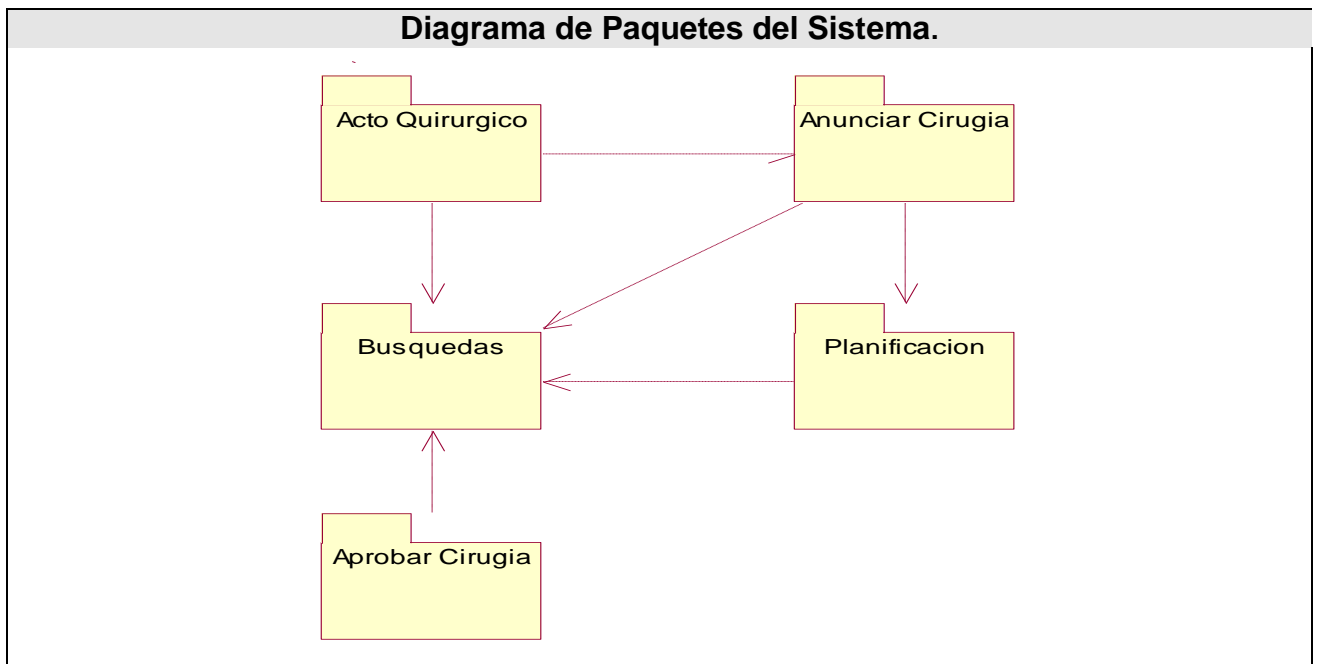 Diagrama de Paquetes del Sistema.
Acto Quirurgico
Anunciar Cirugia
Busquedas
Planificacion
Aprobar Cirugia